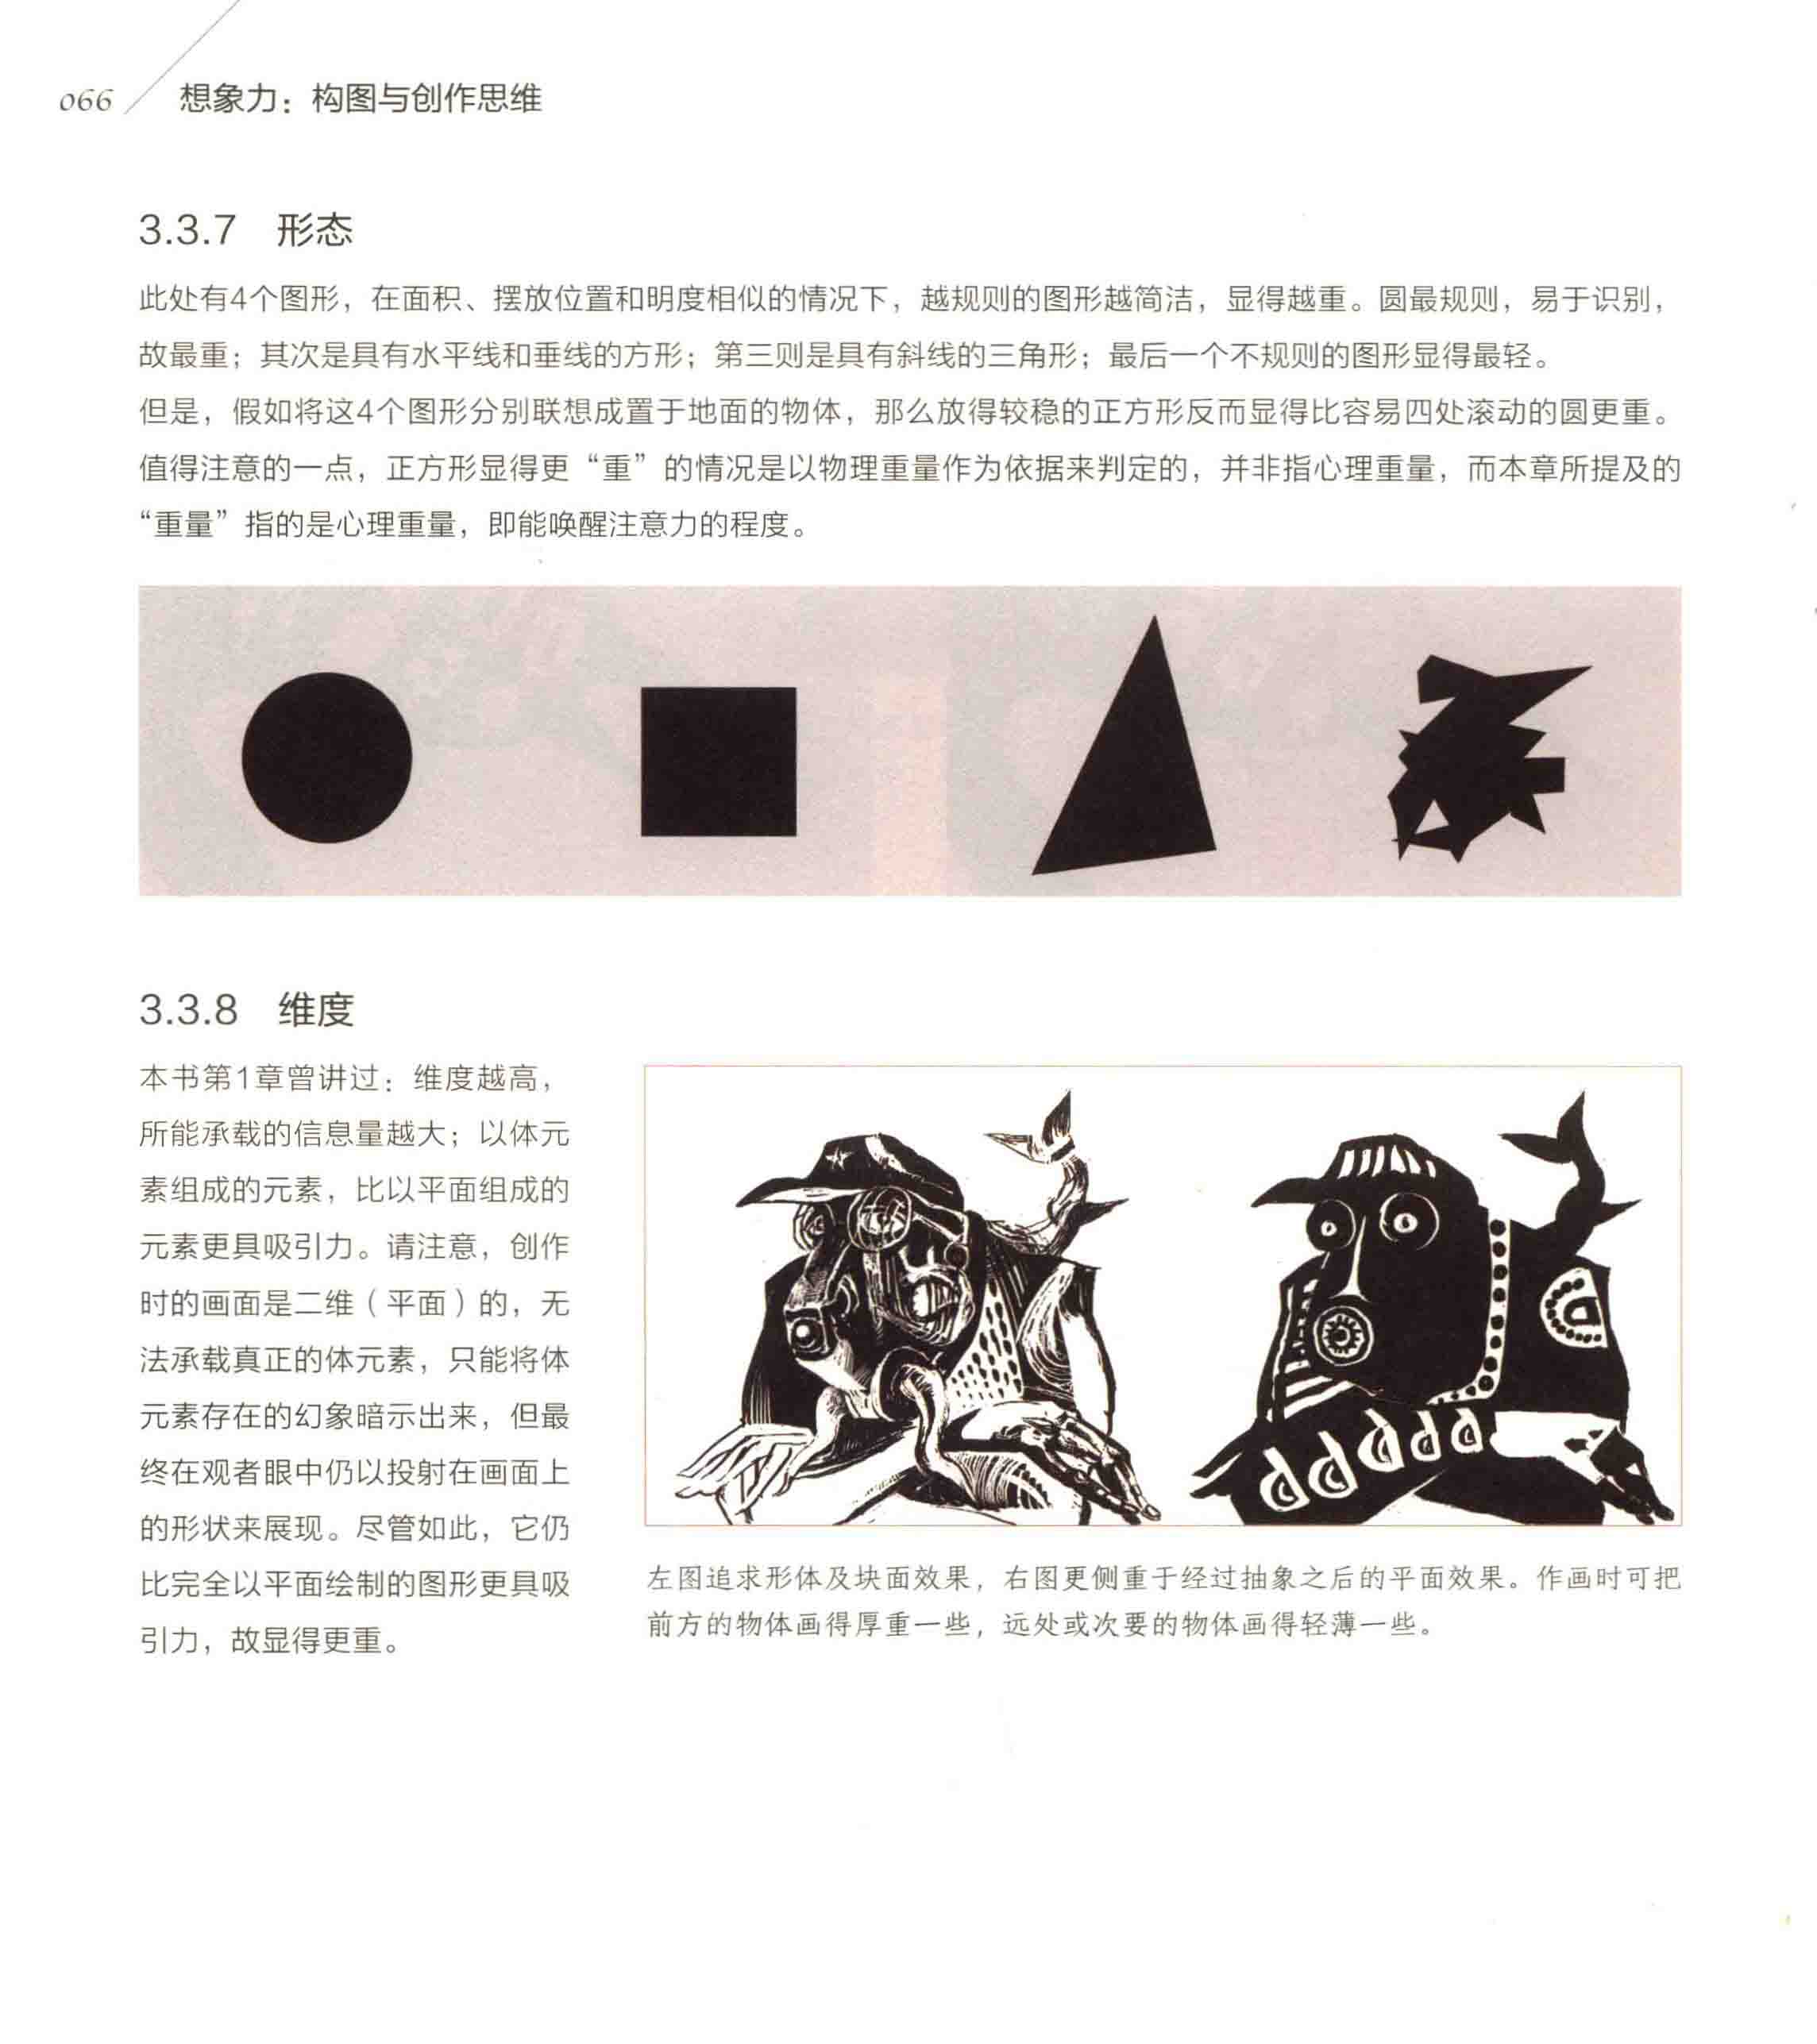 066
想象力：构图与创作思维
3.3.7 形态
此处有4个图形，在面积、摆放位置和明度相似的情况下，越规则的图形越简洁，显得越重。圆最规则，易于识别，
故最重；其次是具有水平线和垂线的方形；第三则是具有斜线的三角形；最后一个不规则的图形显得最轻。
但是，假如将这4个图形分别联想成置于地面的物体，那么放得较稳的正方形反而显得比容易四处滚动的圆更重。
值得注意的一点，正方形显得更“重”的情况是以物理重量作为依据来判定的，并非指心理重量，而本章所提及的
“重量”指的是心理重量，即能唤醒注意力的程度。
3.3.8 维度
本书第1章曾讲过：维度越高，
所能承载的信息量越大；以体元
素组成的元素，比以平面组成的
元素更具吸引力。请注意，创作
时的画面是二维（平面）的，无
法承载真正的体元素，只能将体
元素存在的幻象暗示出来，但最
终在观者眼中仍以投射在画面上
的形状来展现。尽管如此，它仍
比完全以平面绘制的图形更具吸
引力，故显得更重。
左图追求形体及块面效果，右图更侧重于经过抽象之后的平面效果。作画时可把
前方的物体画得厚重一些，远处或次要的物体画得轻薄一些。